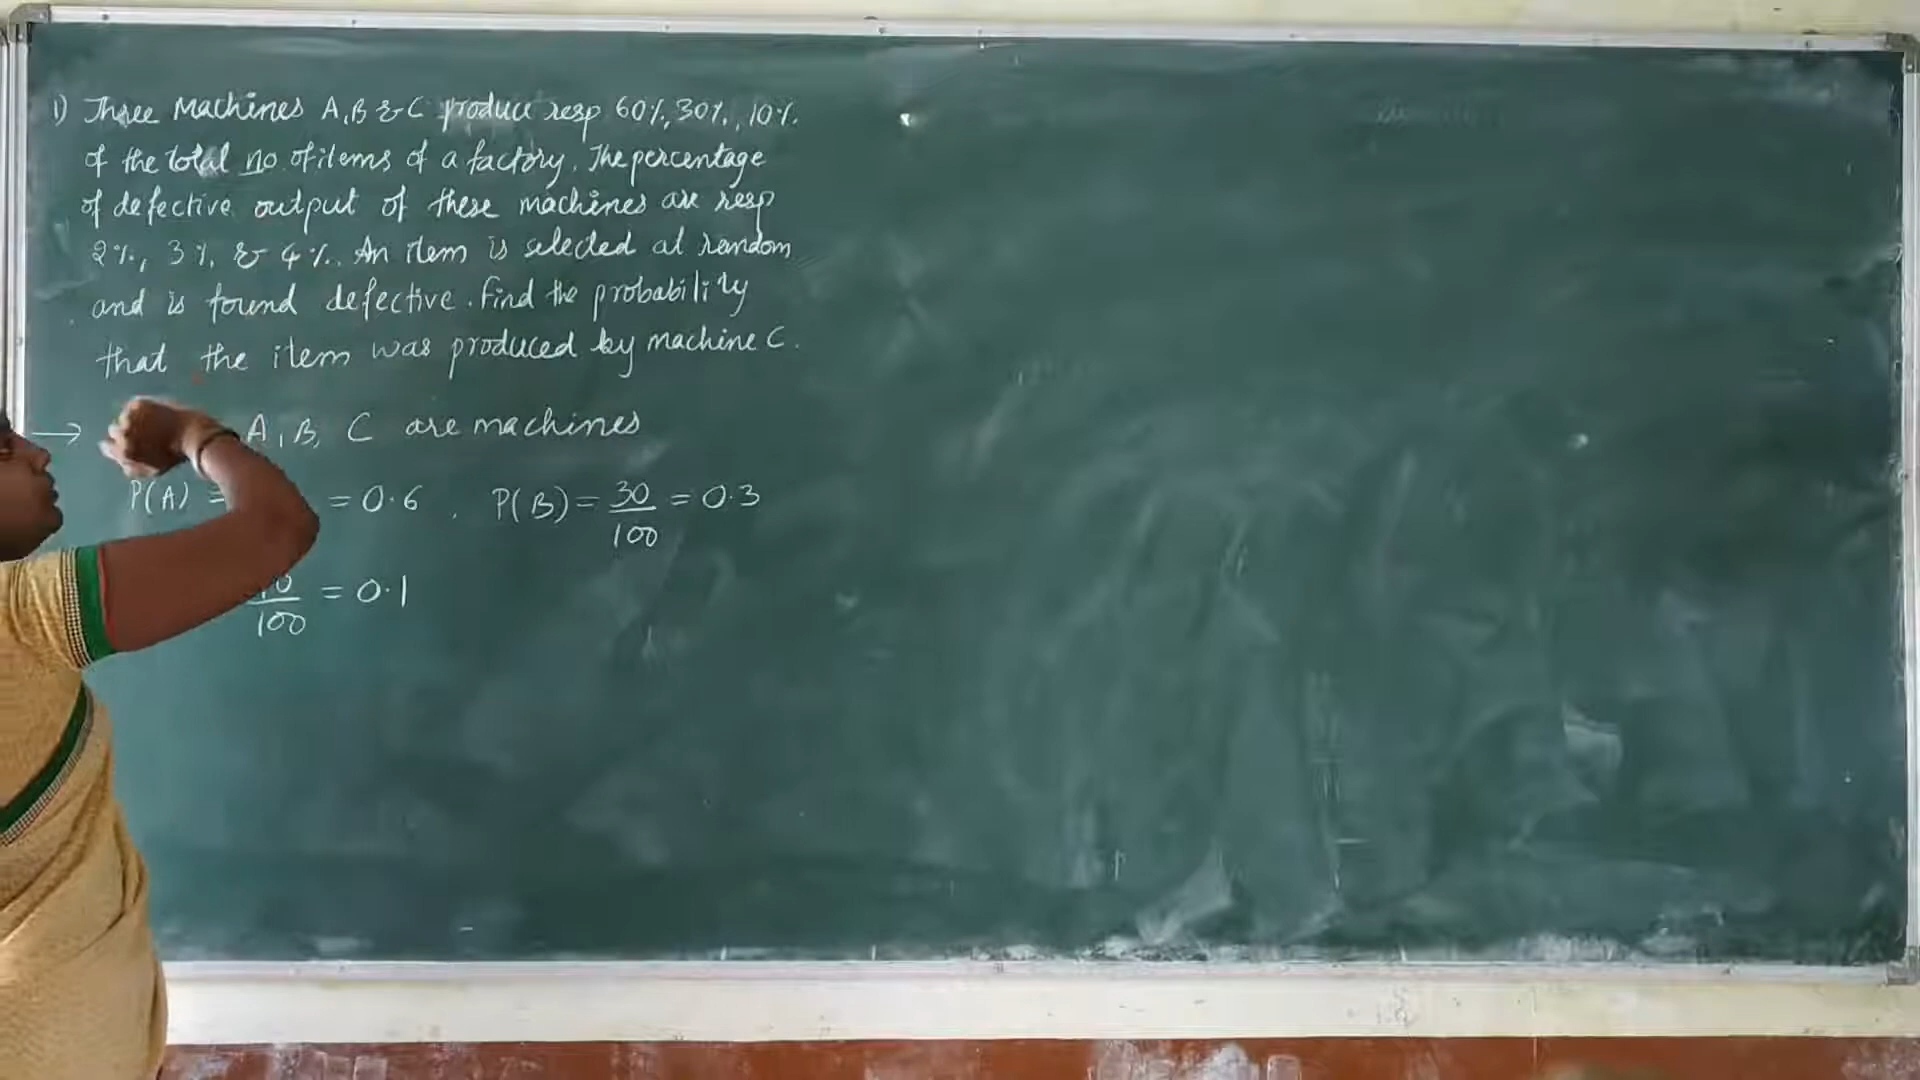 1) Three Machines A, B & C produce resp 60%, 30%, 10%.
of the total no. of items of a factory. The percentage
of defective output of these machines are resp
2%, 3% & 4%. An item is selected at random
and is found defective. Find the probability
that the item was produced by machine C.
→ A, B, C are machines
P(A) = = 0.6 , P(B) = 30/100 = 0.3
10/100 = 0.1